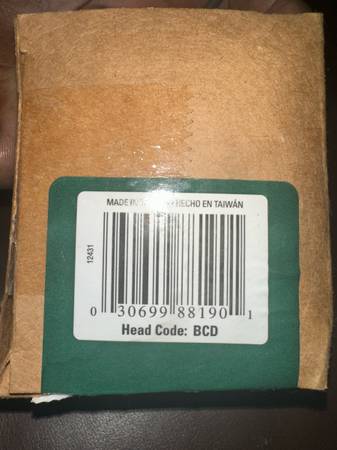 MADE IN HECHO EN TAIWÁN
12431
0 30699 88190 1
Head Code: BCD